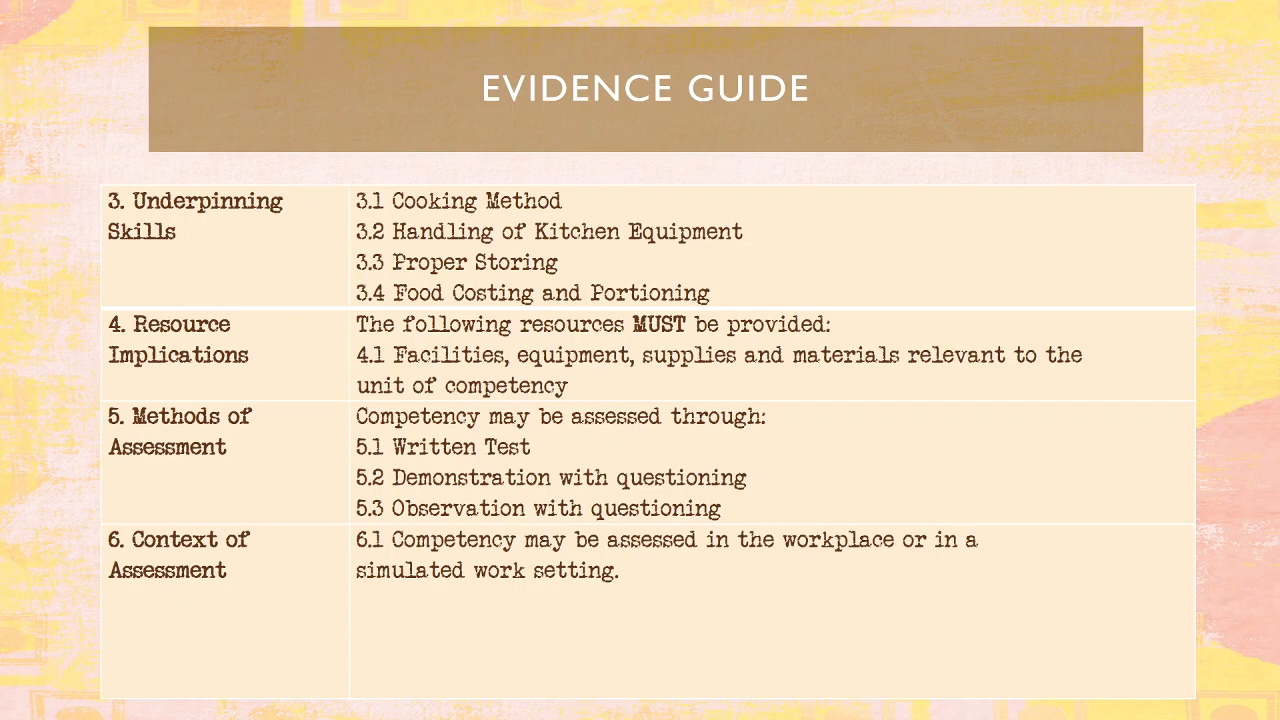 EVIDENCE GUIDE
3. Underpinning
Skills
3.1 Cooking Method
3.2 Handling of Kitchen Equipment
3.3 Proper Storing
3.4 Food Costing and Portioning
4. Resource
Implications
The following resources MUST be provided:
4.1 Facilities, equipment, supplies and materials relevant to the
unit of competency
5. Methods of
Assessment
Competency may be assessed through:
5.1 Written Test
5.2 Demonstration with questioning
5.3 Observation with questioning
6. Context of
Assessment
6.1 Competency may be assessed in the workplace or in a
simulated work setting.